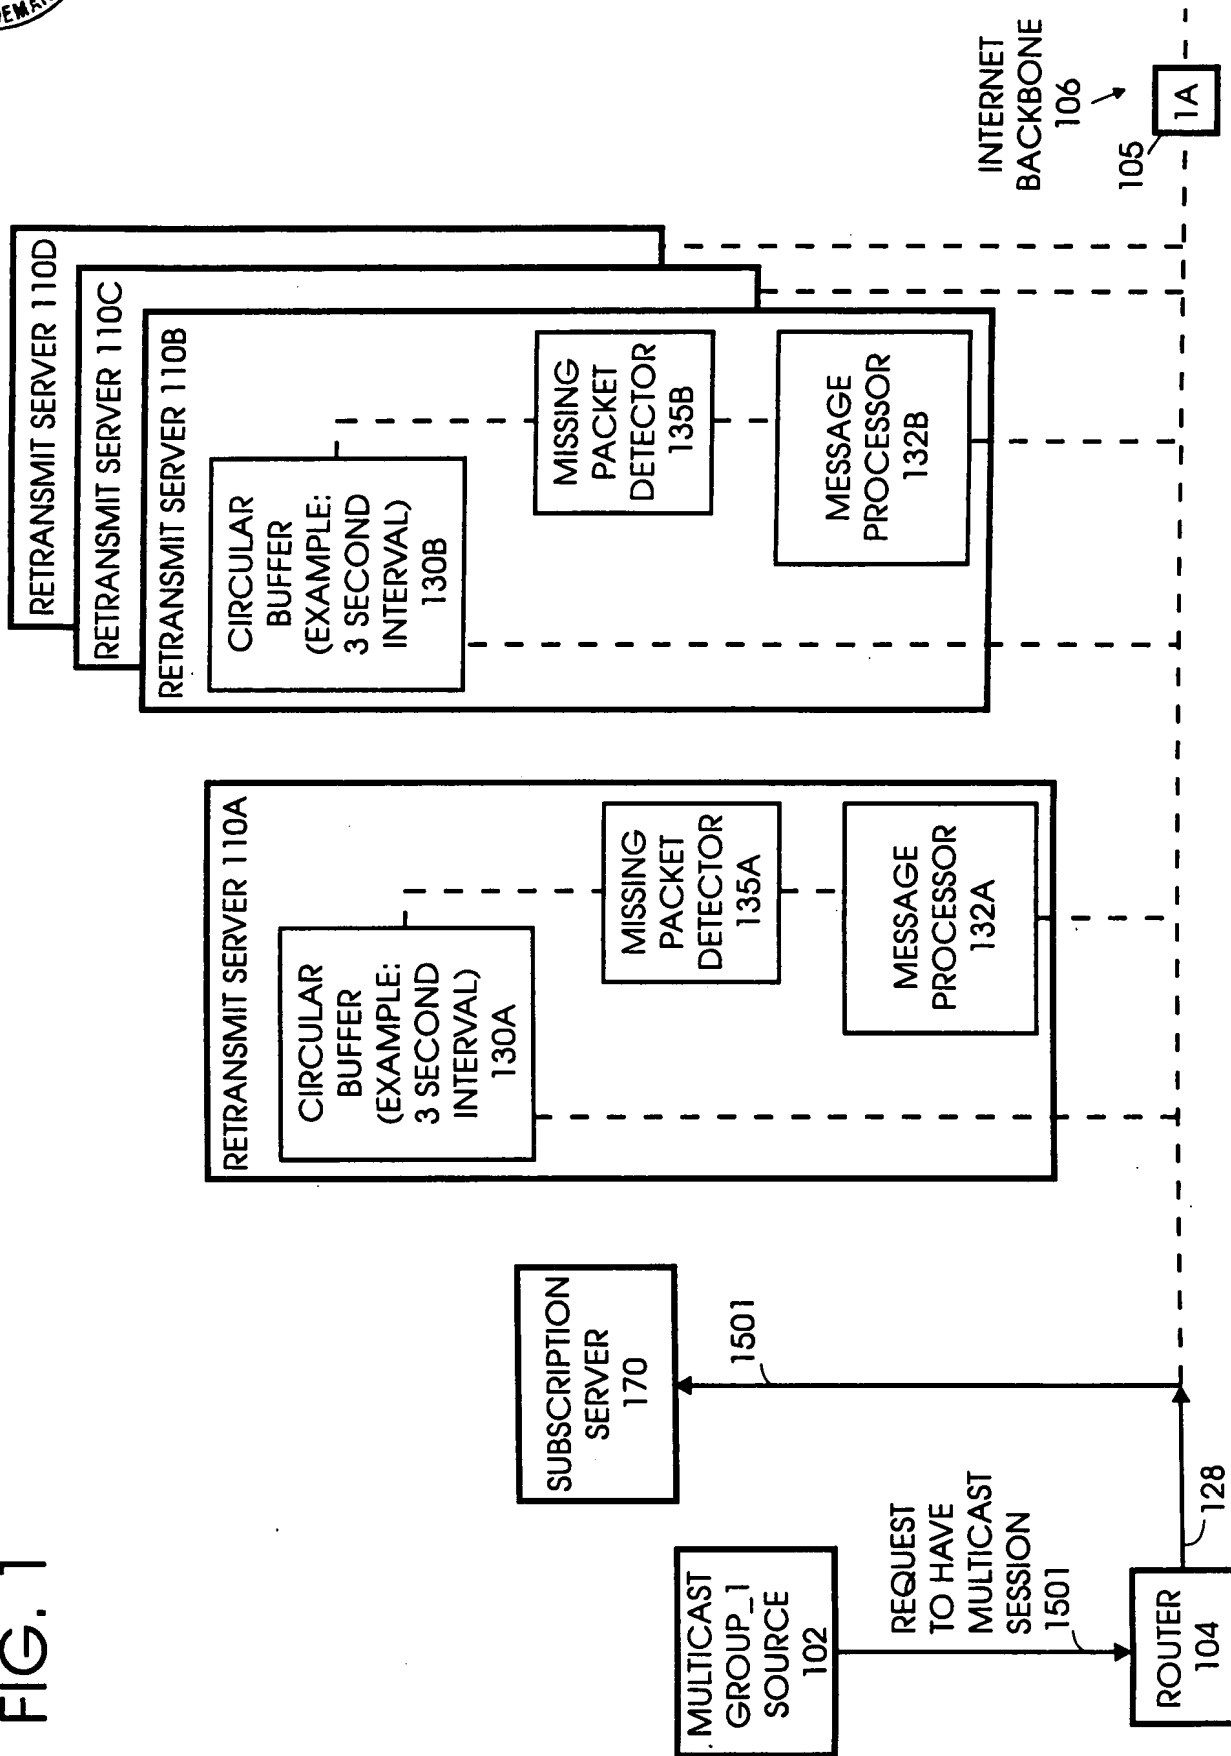 FIG. 1
MULTICAST
GROUP_1
SOURCE
102
REQUEST
TO HAVE
MULTICAST
SESSION
1501
ROUTER
104
128
SUBSCRIPTION
SERVER
170
1501
RETRANSMIT SERVER 110A
CIRCULAR
BUFFER
(EXAMPLE:
3 SECOND
INTERVAL)
130A
MISSING
PACKET
DETECTOR
135A
MESSAGE
PROCESSOR
132A
RETRANSMIT SERVER 110D
RETRANSMIT SERVER 110C
RETRANSMIT SERVER 110B
CIRCULAR
BUFFER
(EXAMPLE:
3 SECOND
INTERVAL)
130B
MISSING
PACKET
DETECTOR
135B
MESSAGE
PROCESSOR
132B
INTERNET
BACKBONE
106
105
1A